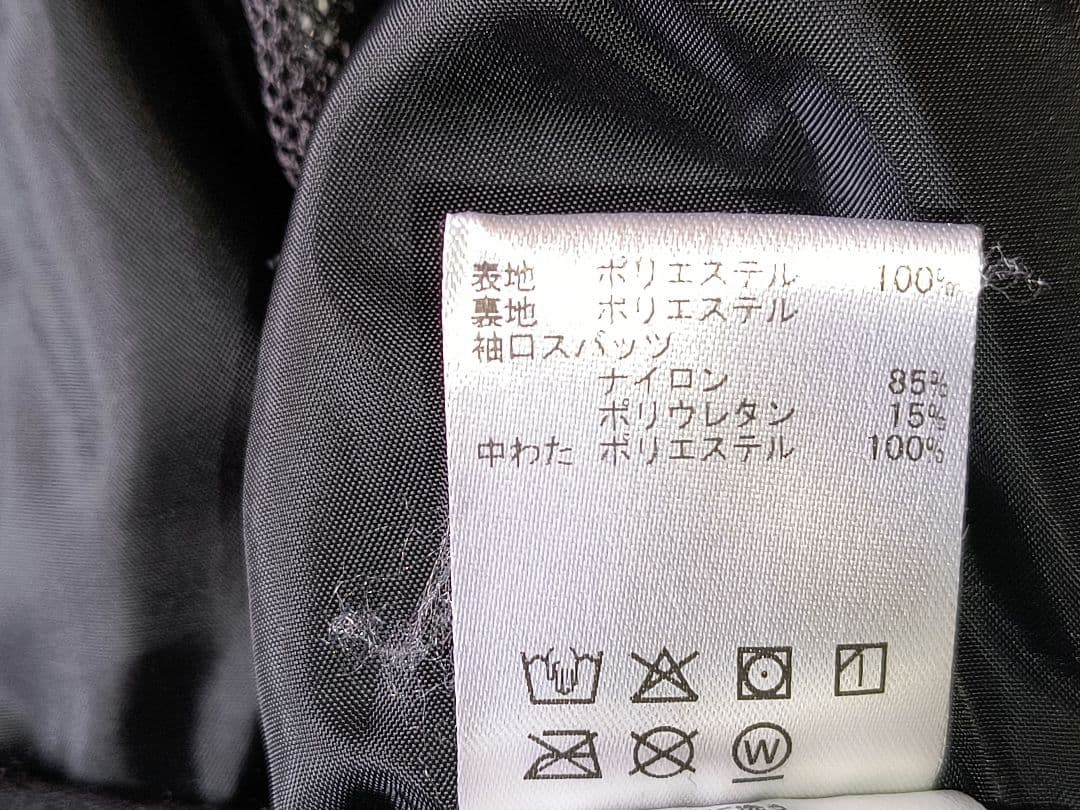 表地 ポリエステル 100%
裏地 ポリエステル
袖口スパッツ
ナイロン 85%
ポリウレタン 15%
中わた ポリエステル 100%
W